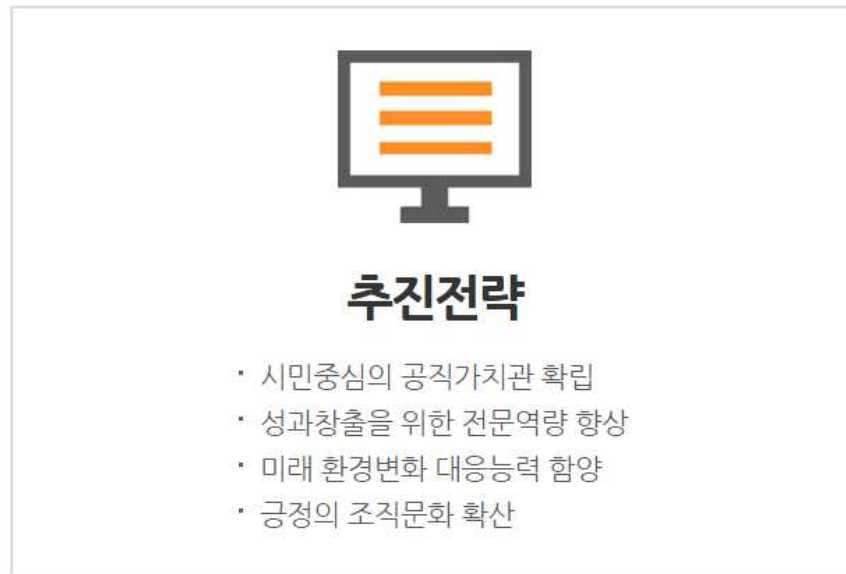 추진전략
· 시민중심의 공직가치관 확립
· 성과창출을 위한 전문역량 향상
· 미래 환경변화 대응능력 함양
· 긍정의 조직문화 확산